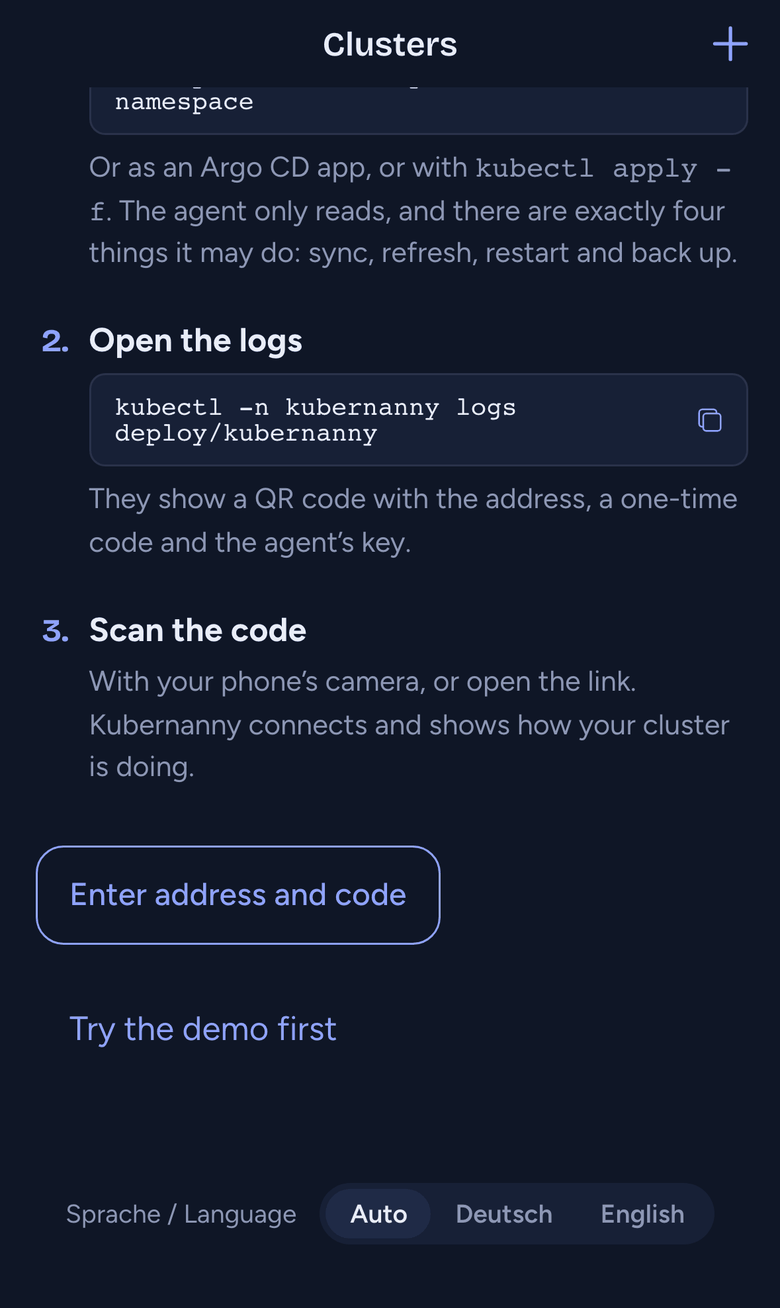 Clusters
namespace
Or as an Argo CD app, or with kubectl apply -
f. The agent only reads, and there are exactly four
things it may do: sync, refresh, restart and back up.
2. Open the logs
kubectl -n kubernanny logs
deploy/kubernanny
They show a QR code with the address, a one-time
code and the agent’s key.
3. Scan the code
With your phone’s camera, or open the link.
Kubernanny connects and shows how your cluster
is doing.
Enter address and code
Try the demo first
Sprache / Language Auto Deutsch English